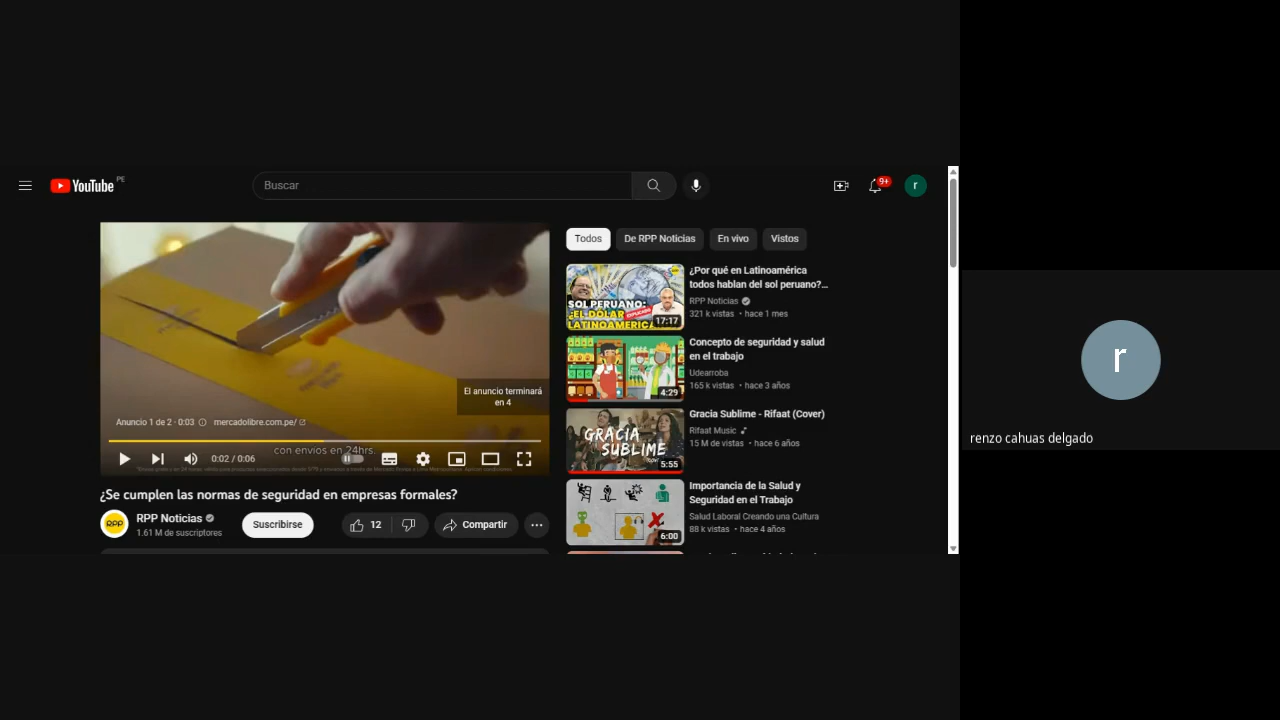 YouTube PE
Buscar
9+
r
El anuncio terminará
en 4
Anuncio 1 de 2 · 0:03
mercadolibre.com.pe/
con envíos en 24hrs.
0:02 / 0:06
¿Se cumplen las normas de seguridad en empresas formales?
RPP
RPP Noticias
1.61 M de suscriptores
Suscribirse
12
Compartir
Todos
De RPP Noticias
En vivo
Vistos
SOL PERUANO:
¿EL DÓLAR
LATINOAMERICA
EXPLICADO
17:17
¿Por qué en Latinoamérica
todos hablan del sol peruano?...
RPP Noticias
321 k vistas • hace 1 mes
4:29
Concepto de seguridad y salud
en el trabajo
Udearroba
165 k vistas • hace 3 años
GRACIA
SUBLIME
5:55
Gracia Sublime - Rifaat (Cover)
Rifaat Music
15 M de vistas • hace 6 años
6:00
Importancia de la Salud y
Seguridad en el Trabajo
Salud Laboral Creando una Cultura
88 k vistas • hace 4 años
r
renzo cahuas delgado